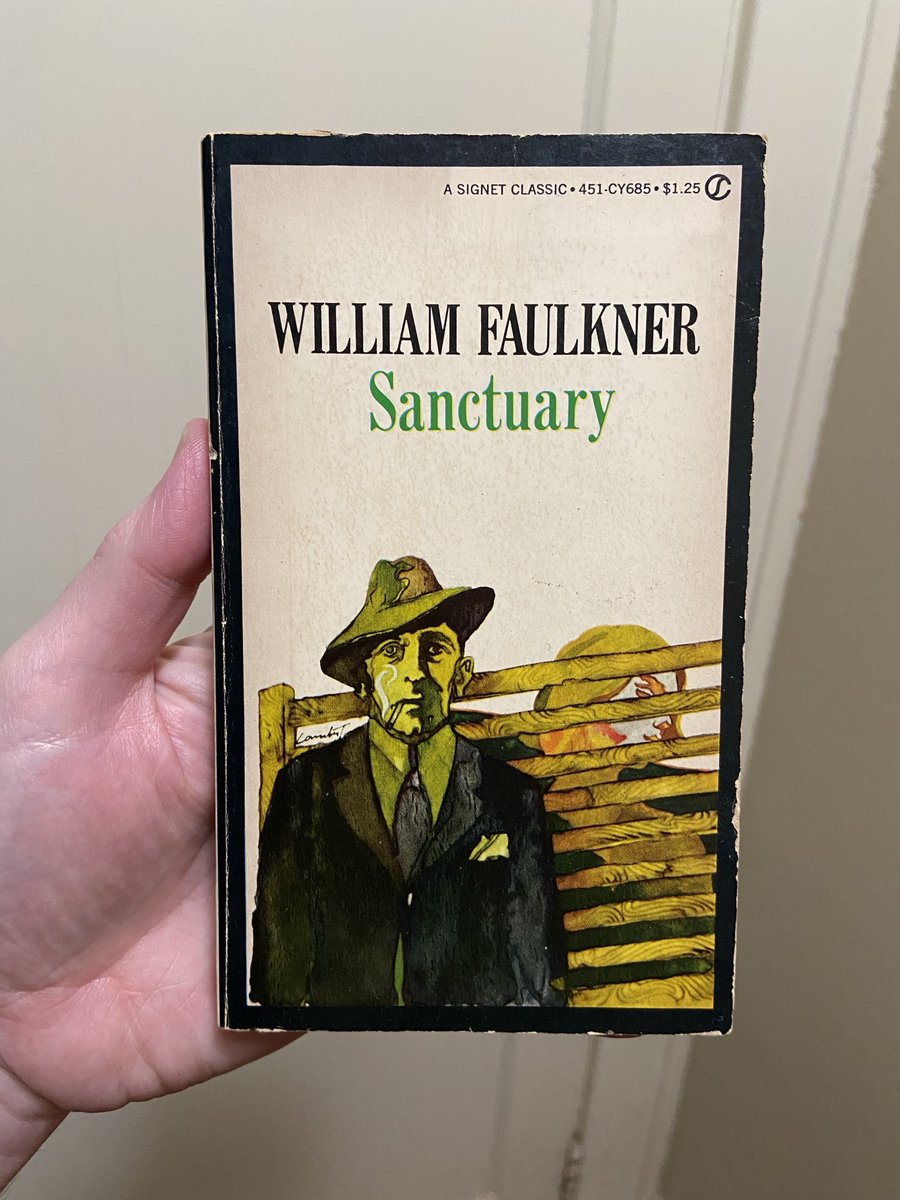 A SIGNET CLASSIC • 451-CY685 • $1.25
WILLIAM FAULKNER
Sanctuary